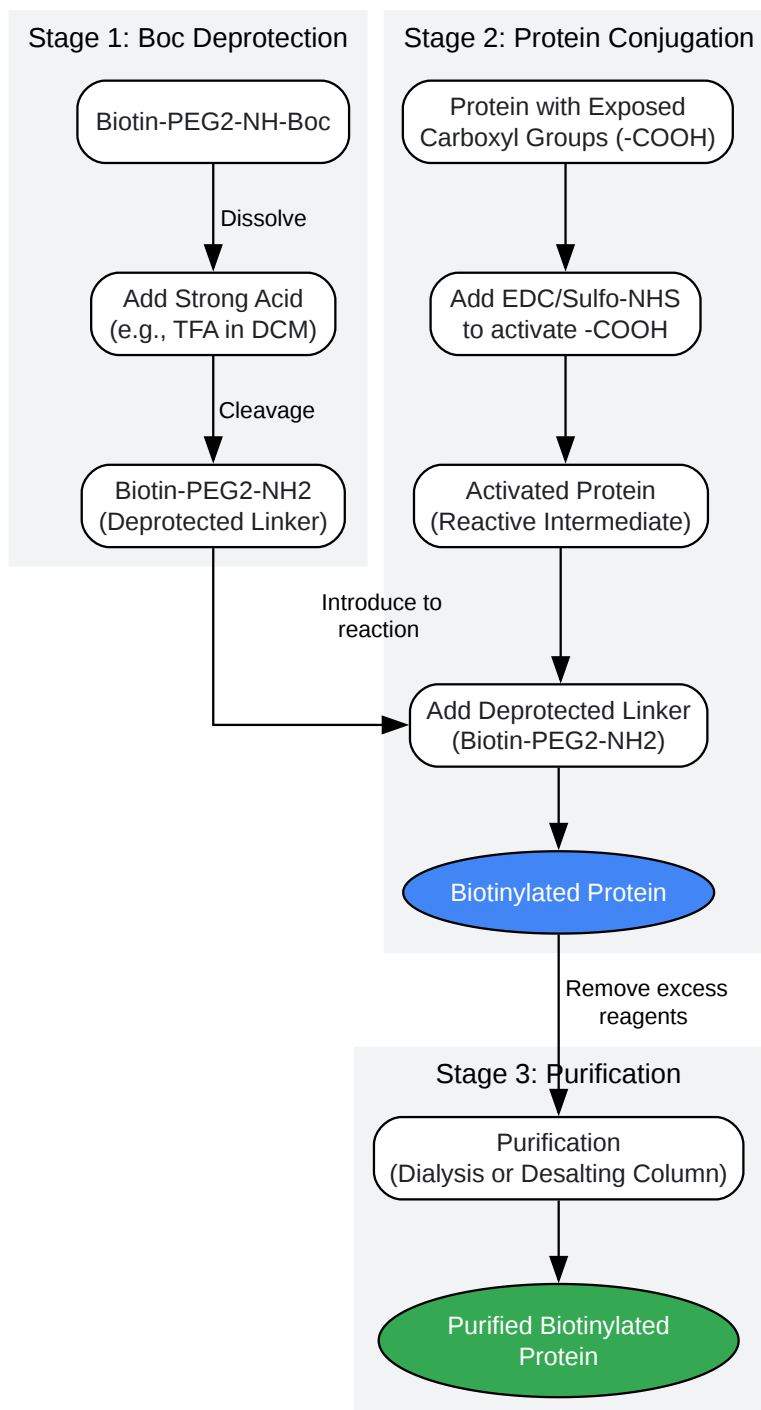 Stage 1: Boc Deprotection
Biotin-PEG2-NH-Boc
Dissolve
Add Strong Acid
(e.g., TFA in DCM)
Cleavage
Biotin-PEG2-NH2
(Deprotected Linker)
Introduce to
reaction
Stage 2: Protein Conjugation
Protein with Exposed
Carboxyl Groups (-COOH)
Add EDC/Sulfo-NHS
to activate -COOH
Activated Protein
(Reactive Intermediate)
Add Deprotected Linker
(Biotin-PEG2-NH2)
Biotinylated Protein
Remove excess
reagents
Stage 3: Purification
Purification
(Dialysis or Desalting Column)
Purified Biotinylated
Protein